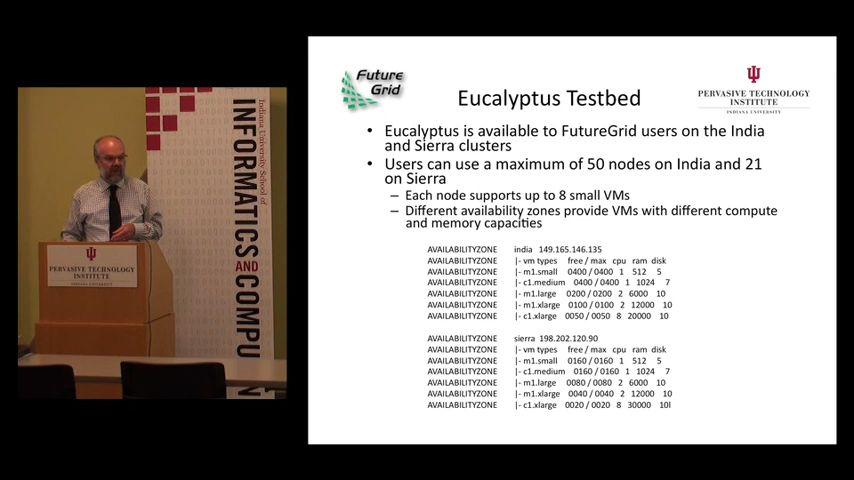 Indiana University School of
INFORMATICS AND COMPU
PERVASIVE TECHNOLOGY
INSTITUTE
Future
Grid
PERVASIVE TECHNOLOGY
INSTITUTE
INDIANA UNIVERSITY
Eucalyptus Testbed
• Eucalyptus is available to FutureGrid users on the India
and Sierra clusters
• Users can use a maximum of 50 nodes on India and 21
on Sierra
– Each node supports up to 8 small VMs
– Different availability zones provide VMs with different compute
and memory capacities
AVAILABILITYZONE india 149.165.146.135
AVAILABILITYZONE |- vm types free / max cpu ram disk
AVAILABILITYZONE |- m1.small 0400 / 0400 1 512 5
AVAILABILITYZONE |- c1.medium 0400 / 0400 1 1024 7
AVAILABILITYZONE |- m1.large 0200 / 0200 2 6000 10
AVAILABILITYZONE |- m1.xlarge 0100 / 0100 2 12000 10
AVAILABILITYZONE |- c1.xlarge 0050 / 0050 8 20000 10
AVAILABILITYZONE sierra 198.202.120.90
AVAILABILITYZONE |- vm types free / max cpu ram disk
AVAILABILITYZONE |- m1.small 0160 / 0160 1 512 5
AVAILABILITYZONE |- c1.medium 0160 / 0160 1 1024 7
AVAILABILITYZONE |- m1.large 0080 / 0080 2 6000 10
AVAILABILITYZONE |- m1.xlarge 0040 / 0040 2 12000 10
AVAILABILITYZONE |- c1.xlarge 0020 / 0020 8 30000 10l